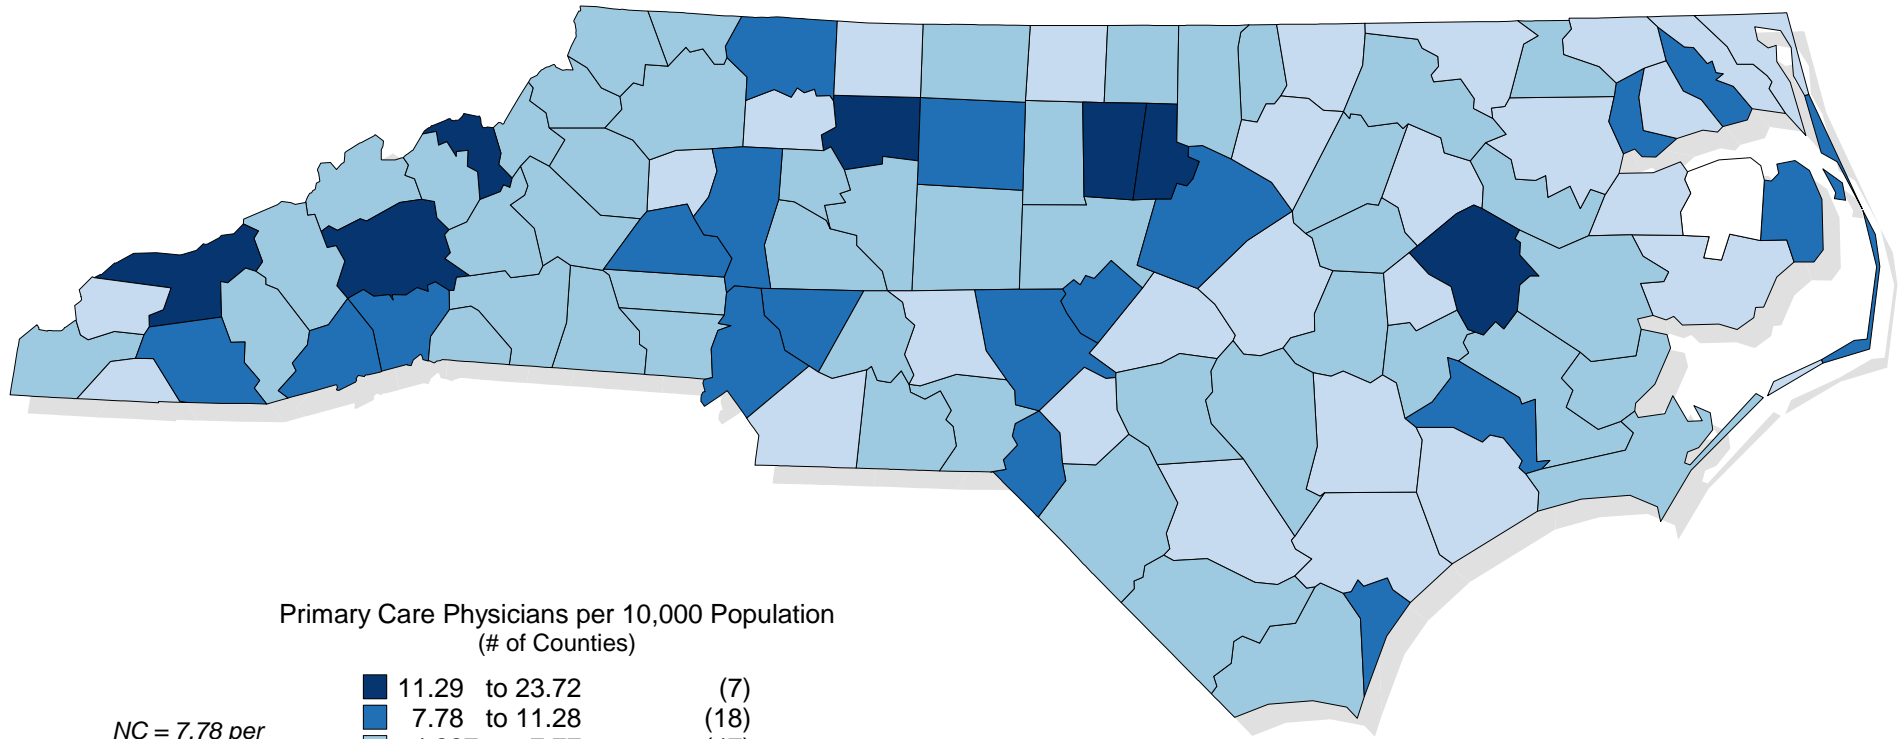 Primary Care Physicians per 10,000 Population
(# of Counties)
11.29 to 23.72 (7)
7.78 to 11.28 (18)
NC = 7.78 per